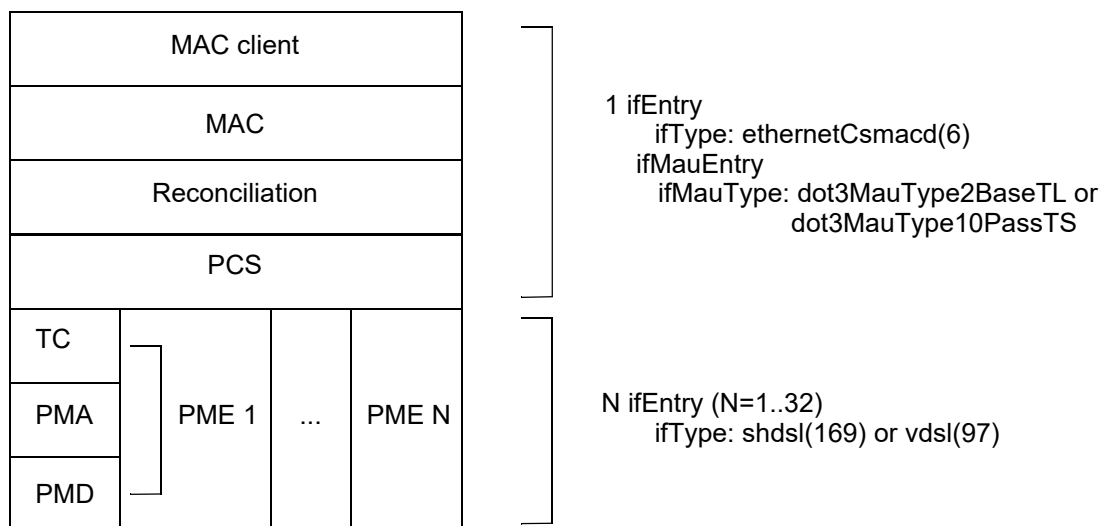 MAC client
MAC
Reconciliation
PCS
TC
PMA
PMD
PME 1
...
PME N
1 ifEntry
ifType: ethernetCsmacd(6)
ifMauEntry
ifMauType: dot3MauType2BaseTL or
dot3MauType10PassTS
N ifEntry (N=1..32)
ifType: shdsl(169) or vdsl(97)